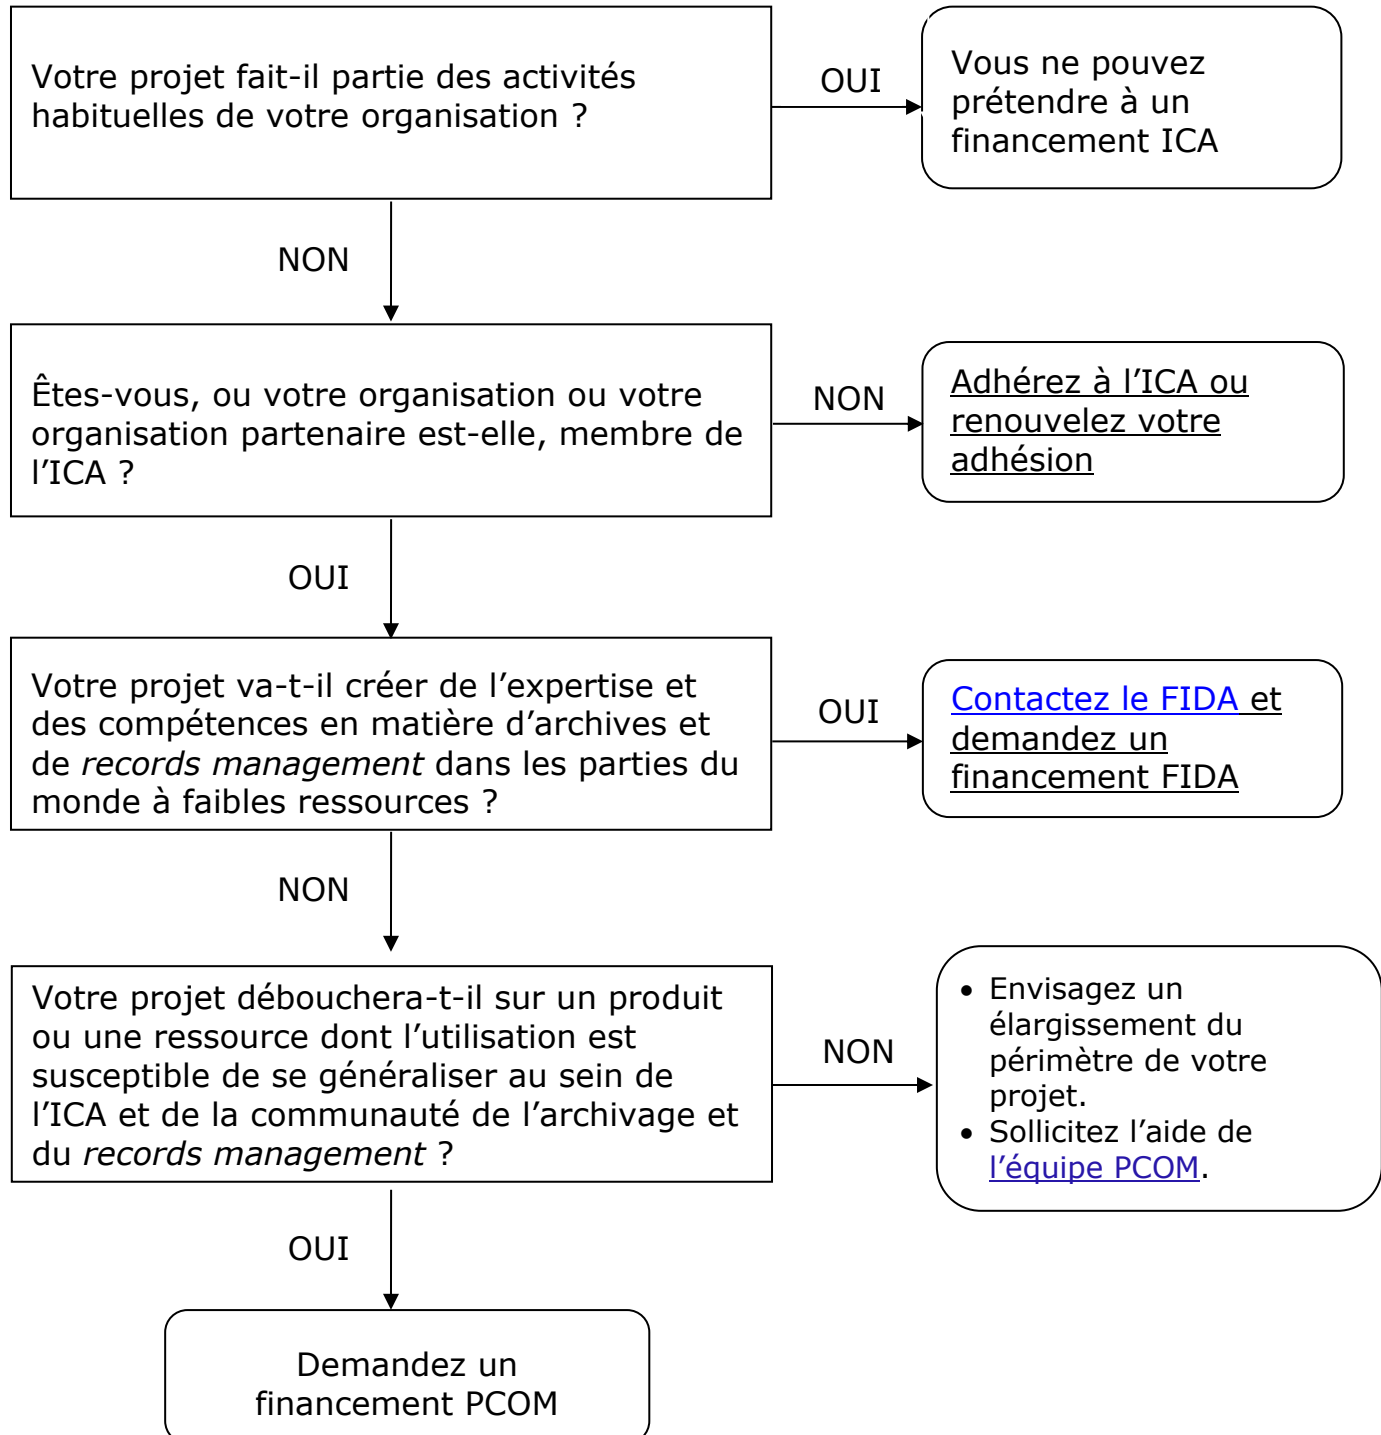 Votre projet fait-il partie des activités
habituelles de votre organisation ?
OUI
Vous ne pouvez
prétendre à un
financement ICA
NON
Êtes-vous, ou votre organisation ou votre
organisation partenaire est-elle, membre de
l’ICA ?
NON
Adhérez à l’ICA ou
renouvelez votre
adhésion
OUI
Votre projet va-t-il créer de l’expertise et
des compétences en matière d’archives et
de records management dans les parties du
monde à faibles ressources ?
OUI
Contactez le FIDA et
demandez un
financement FIDA
NON
Votre projet débouchera-t-il sur un produit
ou une ressource dont l’utilisation est
susceptible de se généraliser au sein de
l’ICA et de la communauté de l’archivage et
du records management ?
NON
• Envisagez un
élargissement du
périmètre de votre
projet.
• Sollicitez l’aide de
l’équipe PCOM.
OUI
Demandez un
financement PCOM